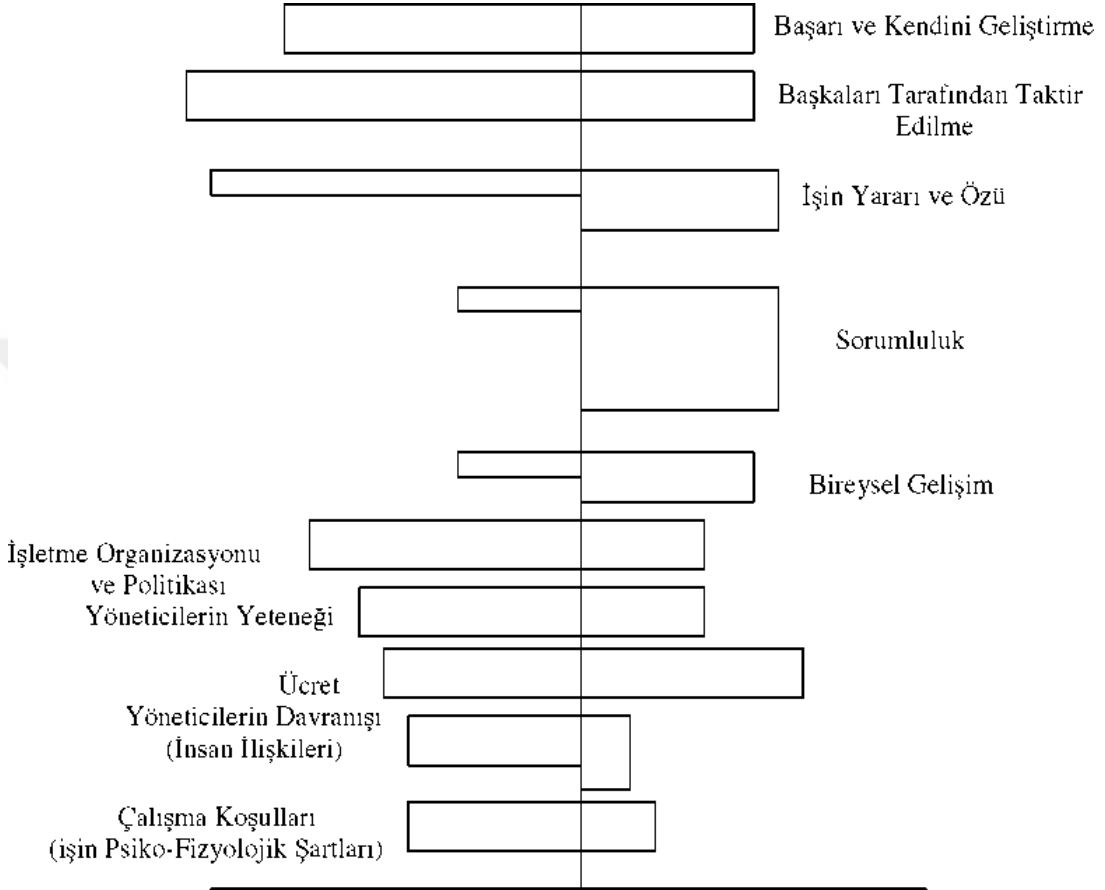 Başarı ve Kendini Geliştirme
Başkaları Tarafından Taktir
Edilme
İşin Yararı ve Özü
Sorumluluk
Bireysel Gelişim
İşletme Organizasyonu
ve Politikası
Yöneticilerin Yeteneği
Ücret
Yöneticilerin Davranışı
(İnsan İlişkileri)
Çalışma Koşulları
(işin Psiko-Fizyolojik Şartları)